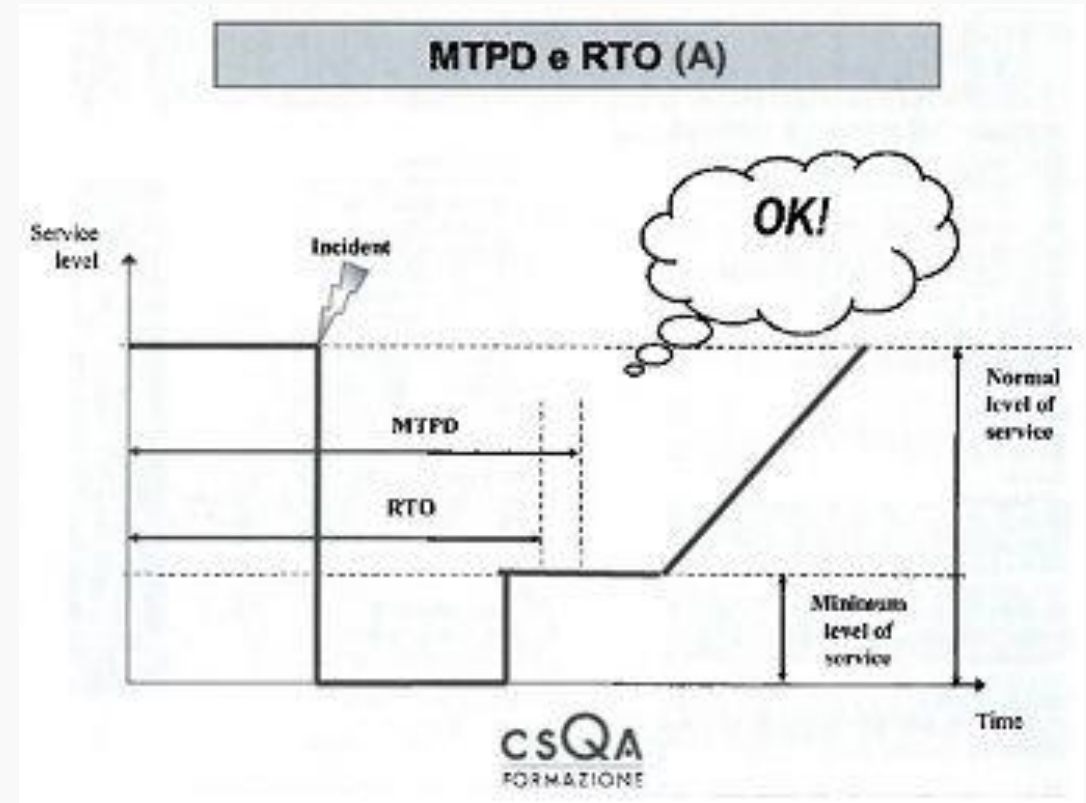 MTPD e RTO (A)
OK!
Service
level
Incident
Normal
level of
service
MTPD
RTO
Minimum
level of
service
Time
CSQA
FORMAZIONE